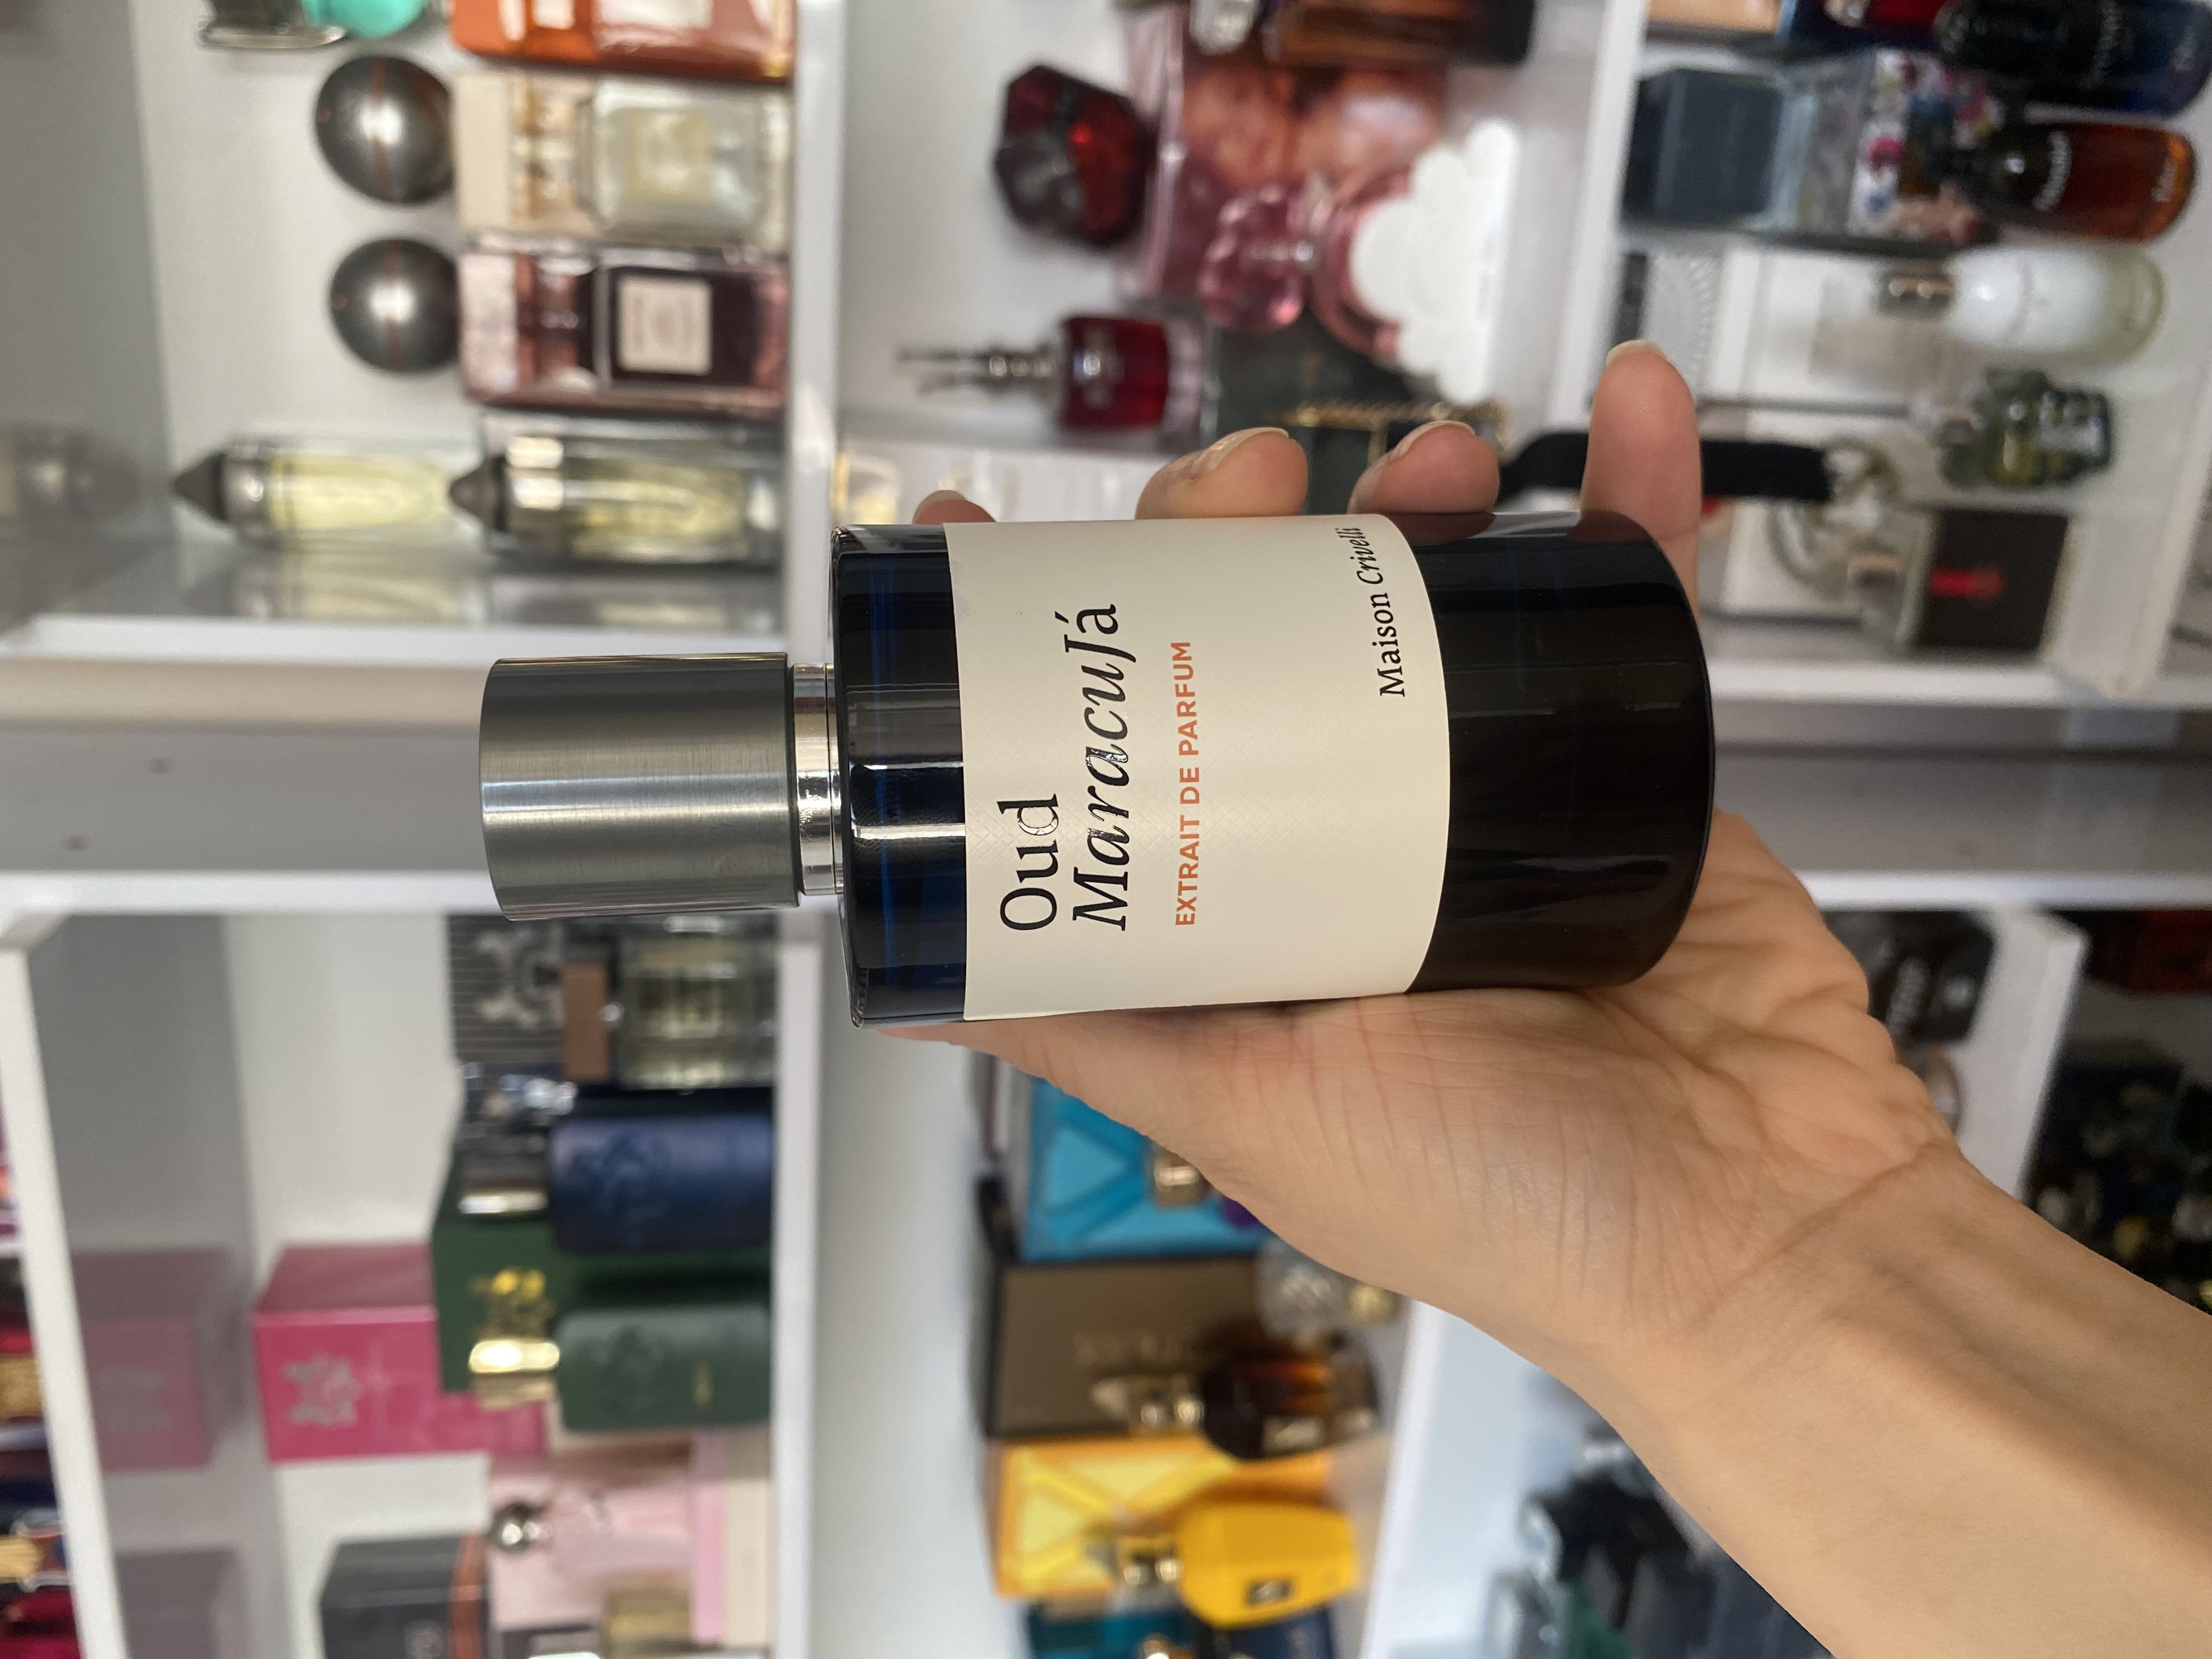 Oud
MaracuJá
EXTRAIT DE PARFUM
Maison Crivelli